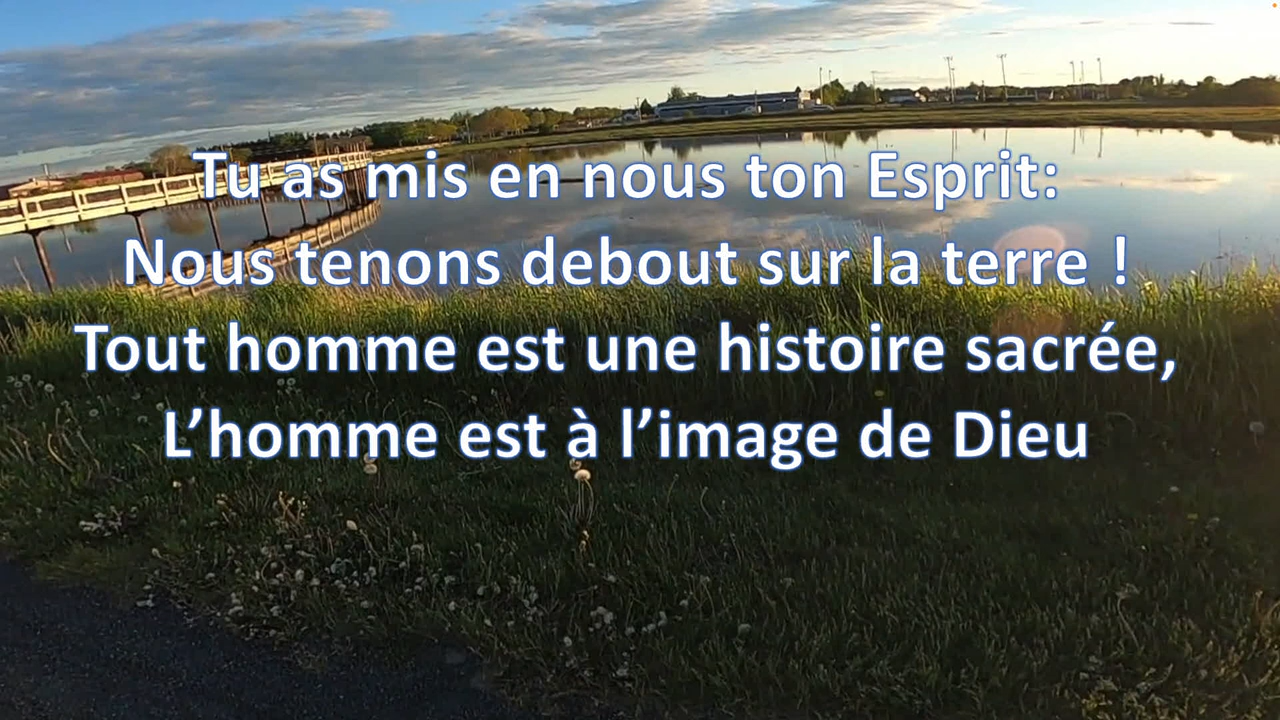 Tu as mis en nous ton Esprit:
Nous tenons debout sur la terre !
Tout homme est une histoire sacrée,
L’homme est à l’image de Dieu